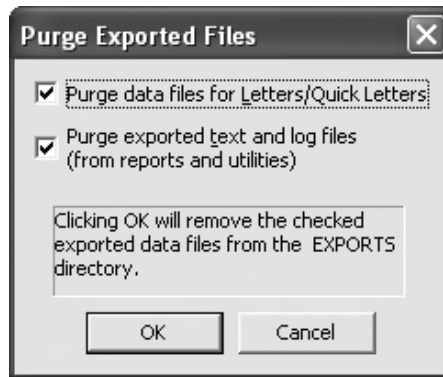 Purge Exported Files
Purge data files for Letters/Quick Letters
Purge exported text and log files
(from reports and utilities)
Clicking OK will remove the checked
exported data files from the EXPORTS
directory.
OK Cancel